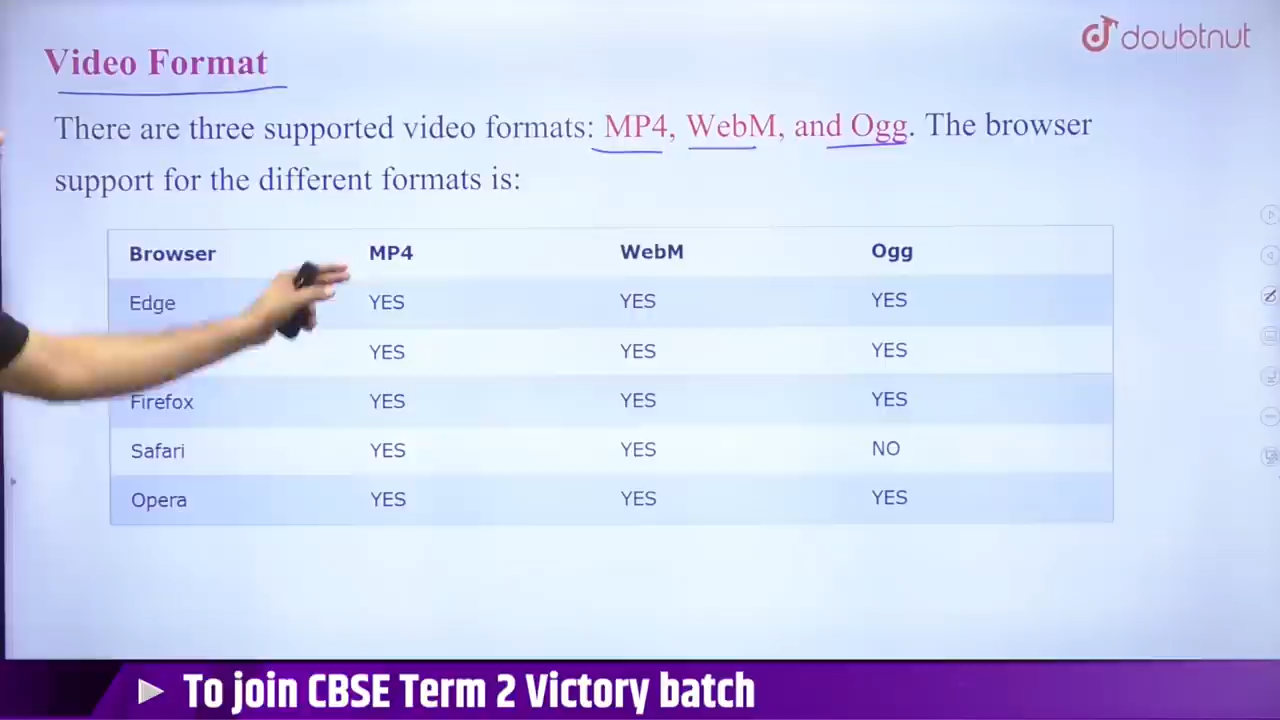 doubtnut
Video Format
There are three supported video formats: MP4, WebM, and Ogg. The browser
support for the different formats is:
Browser MP4 WebM Ogg
Edge YES YES YES
YES YES YES
Firefox YES YES YES
Safari YES YES NO
Opera YES YES YES
To join CBSE Term 2 Victory batch